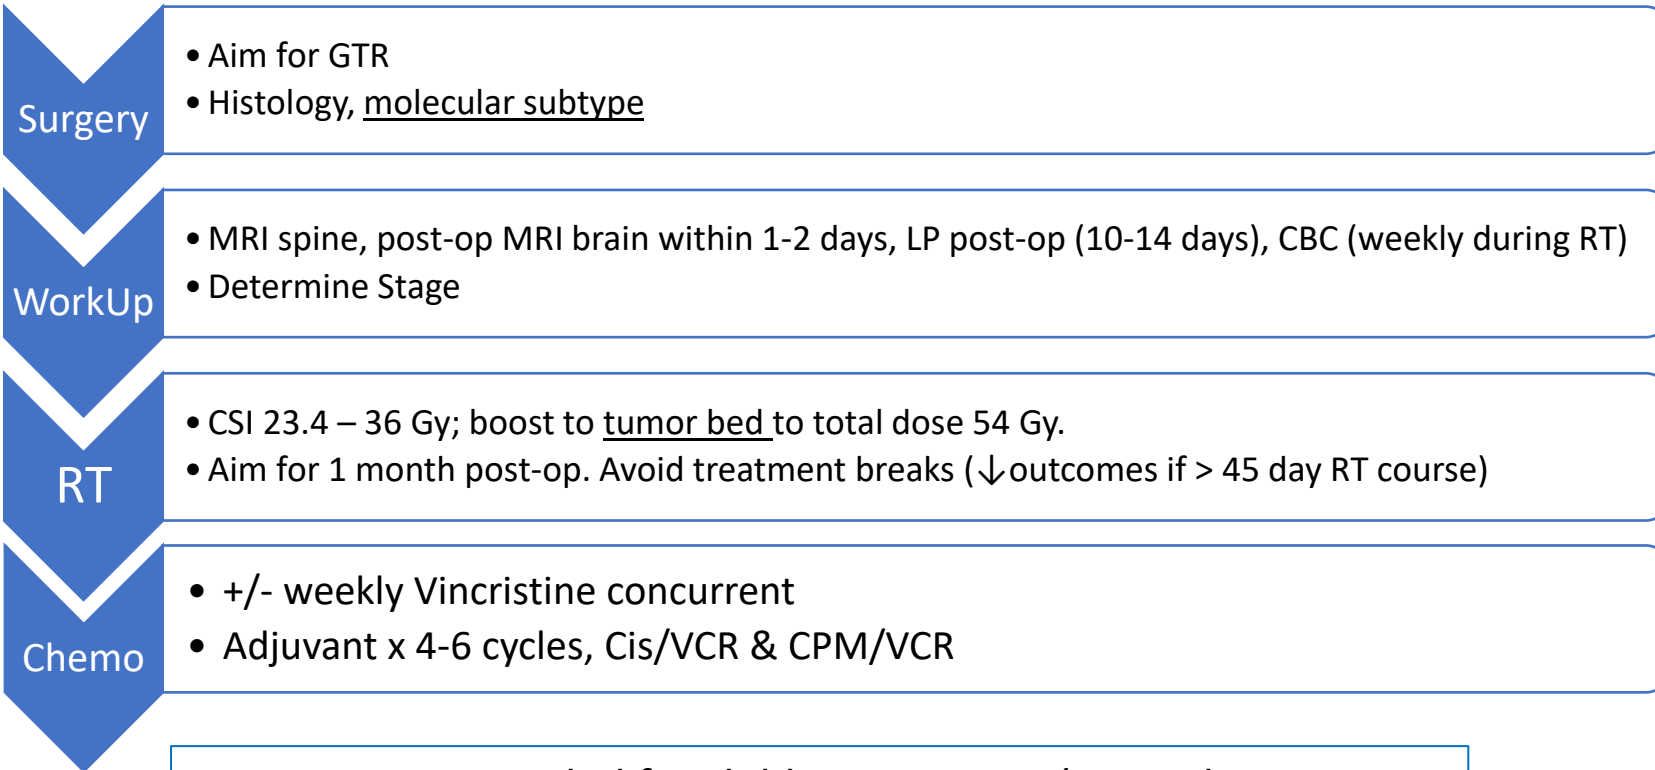 Surgery
• Aim for GTR
• Histology, molecular subtype
WorkUp
• MRI spine, post-op MRI brain within 1-2 days, LP post-op (10-14 days), CBC (weekly during RT)
• Determine Stage
RT
• CSI 23.4 – 36 Gy; boost to tumor bed to total dose 54 Gy.
• Aim for 1 month post-op. Avoid treatment breaks (↓outcomes if > 45 day RT course)
Chemo
• +/- weekly Vincristine concurrent
• Adjuvant x 4-6 cycles, Cis/VCR & CPM/VCR